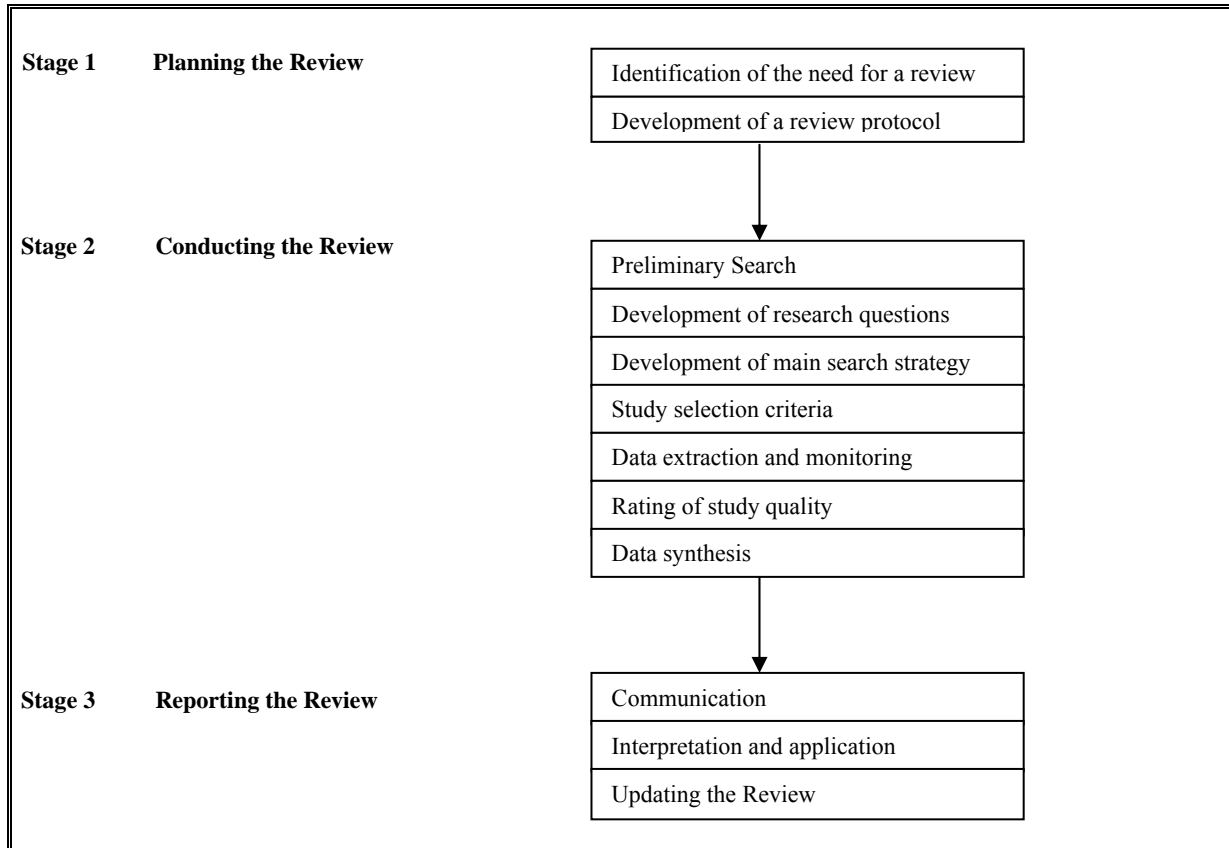 Stage 1 Planning the Review
Identification of the need for a review
Development of a review protocol
Stage 2 Conducting the Review
Preliminary Search
Development of research questions
Development of main search strategy
Study selection criteria
Data extraction and monitoring
Rating of study quality
Data synthesis
Stage 3 Reporting the Review
Communication
Interpretation and application
Updating the Review